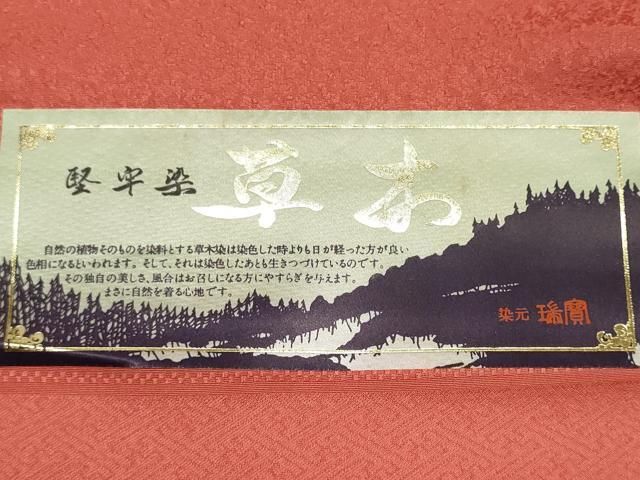 堅牢染 草木
自然の植物そのものを染料とする草木染は染色した時よりも日が経った方が良い
色相になるといわれます。そして、それは染色したあとも生きつづけているのです。
その独自の美しさ、風合はお召しになる方にやすらぎを与えます。
まさに自然を着る心地です。
染元 瑞寶